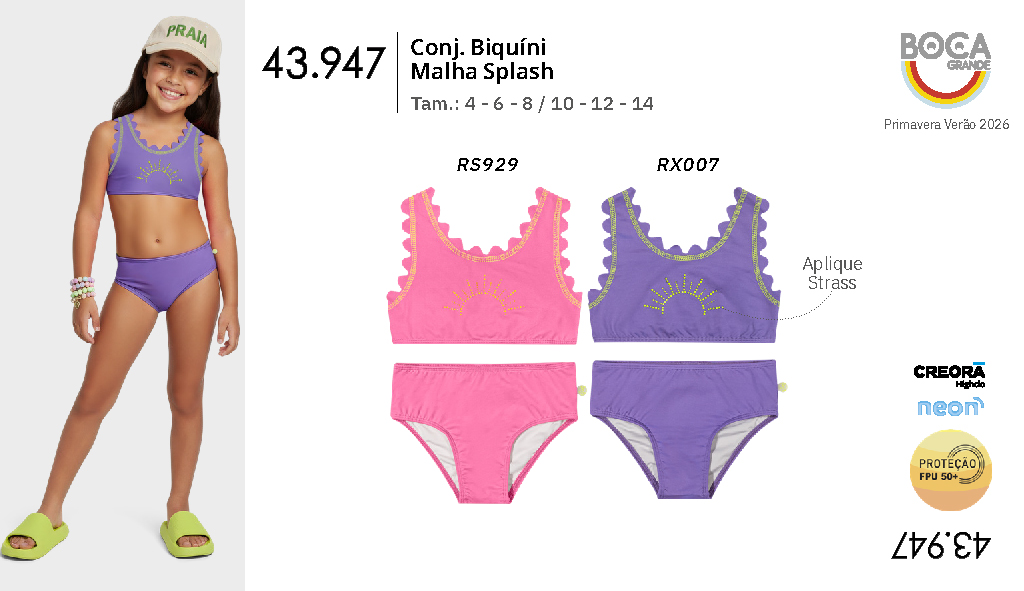 PRAIA
43.947
Conj. Biquíni
Malha Splash
Tam.: 4 - 6 - 8 / 10 - 12 - 14
BOCA
GRANDE
Primavera Verão 2026
RS929
RX007
Aplique
Strass
CREORA
Highclo
neon
PROTEÇÃO
FPU 50+
43.947